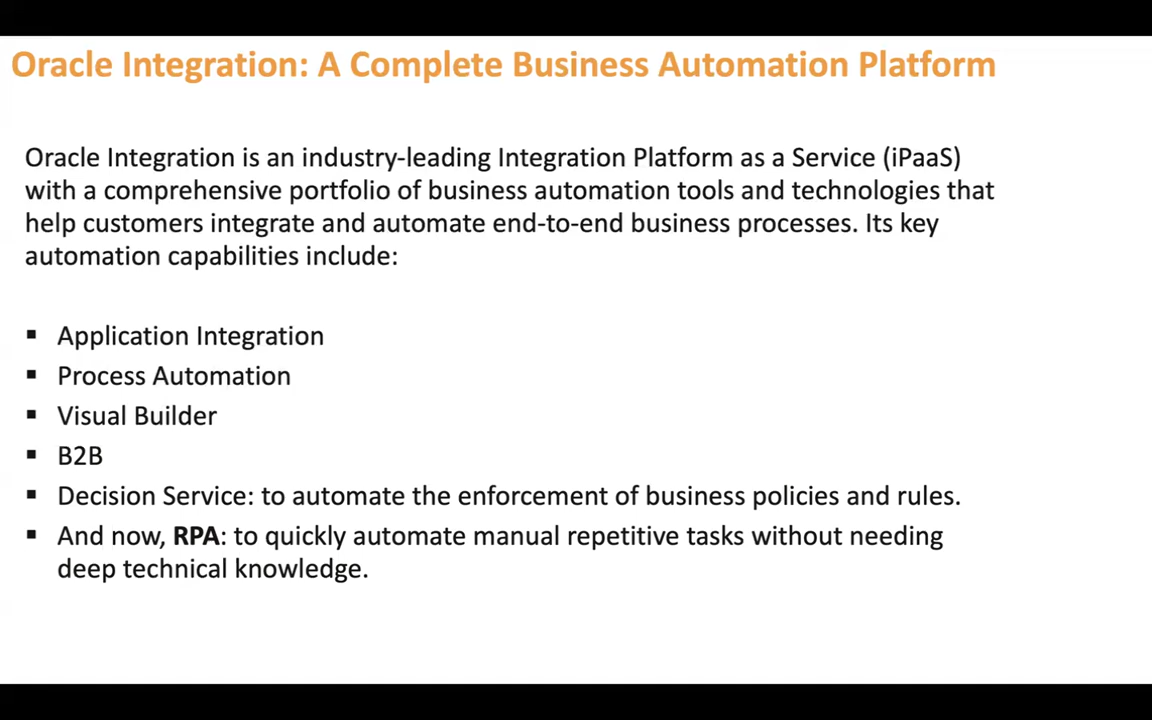 Oracle Integration: A Complete Business Automation Platform
Oracle Integration is an industry-leading Integration Platform as a Service (iPaaS)
with a comprehensive portfolio of business automation tools and technologies that
help customers integrate and automate end-to-end business processes. Its key
automation capabilities include:
▪ Application Integration
▪ Process Automation
▪ Visual Builder
▪ B2B
▪ Decision Service: to automate the enforcement of business policies and rules.
▪ And now, RPA: to quickly automate manual repetitive tasks without needing
deep technical knowledge.